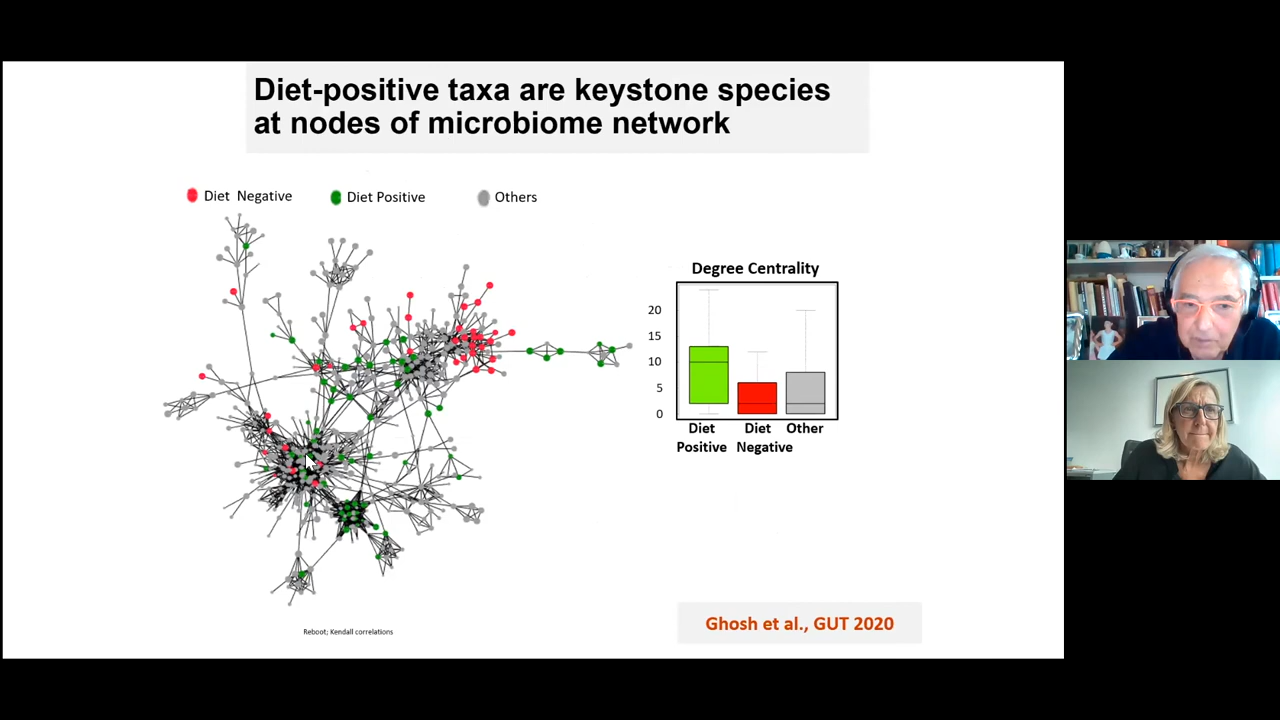 Diet-positive taxa are keystone species
at nodes of microbiome network
Diet Negative
Diet Positive
Others
Degree Centrality
20
15
10
5
0
Diet Positive
Diet Negative
Other
Reboot; Kendall correlations
Ghosh et al., GUT 2020